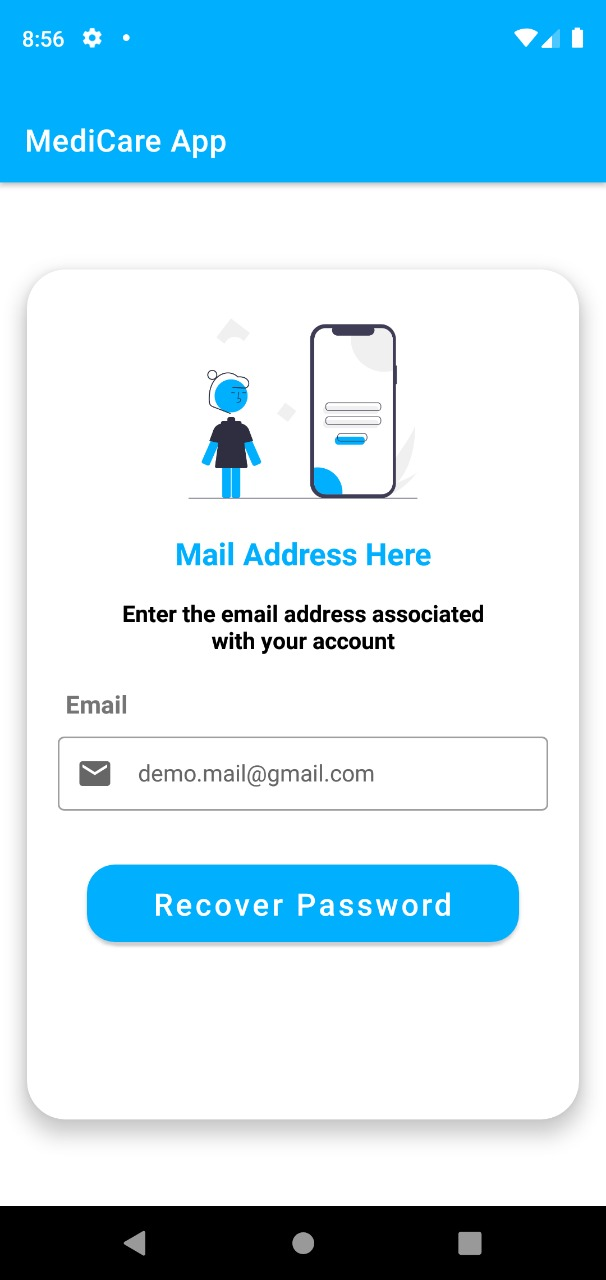 8:56
MediCare App
Mail Address Here
Enter the email address associated
with your account
Email
demo.mail@gmail.com
Recover Password